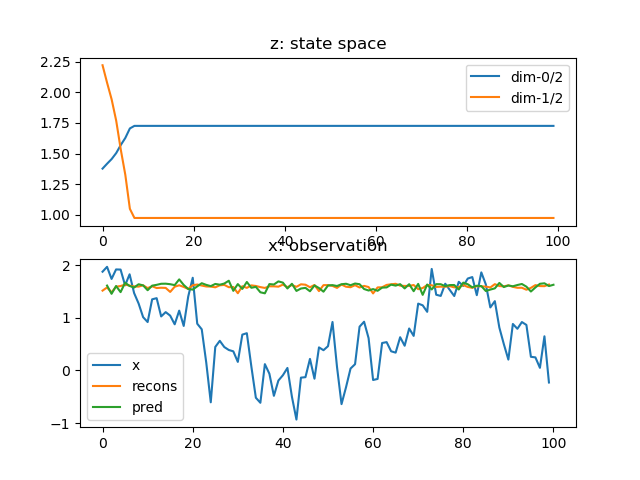 z: state space
2.25
2.00
1.75
1.50
1.25
1.00
dim-0/2
dim-1/2
0 20 40 60 80 100
x: observation
2
1
0
−1
x
recons
pred
0 20 40 60 80 100